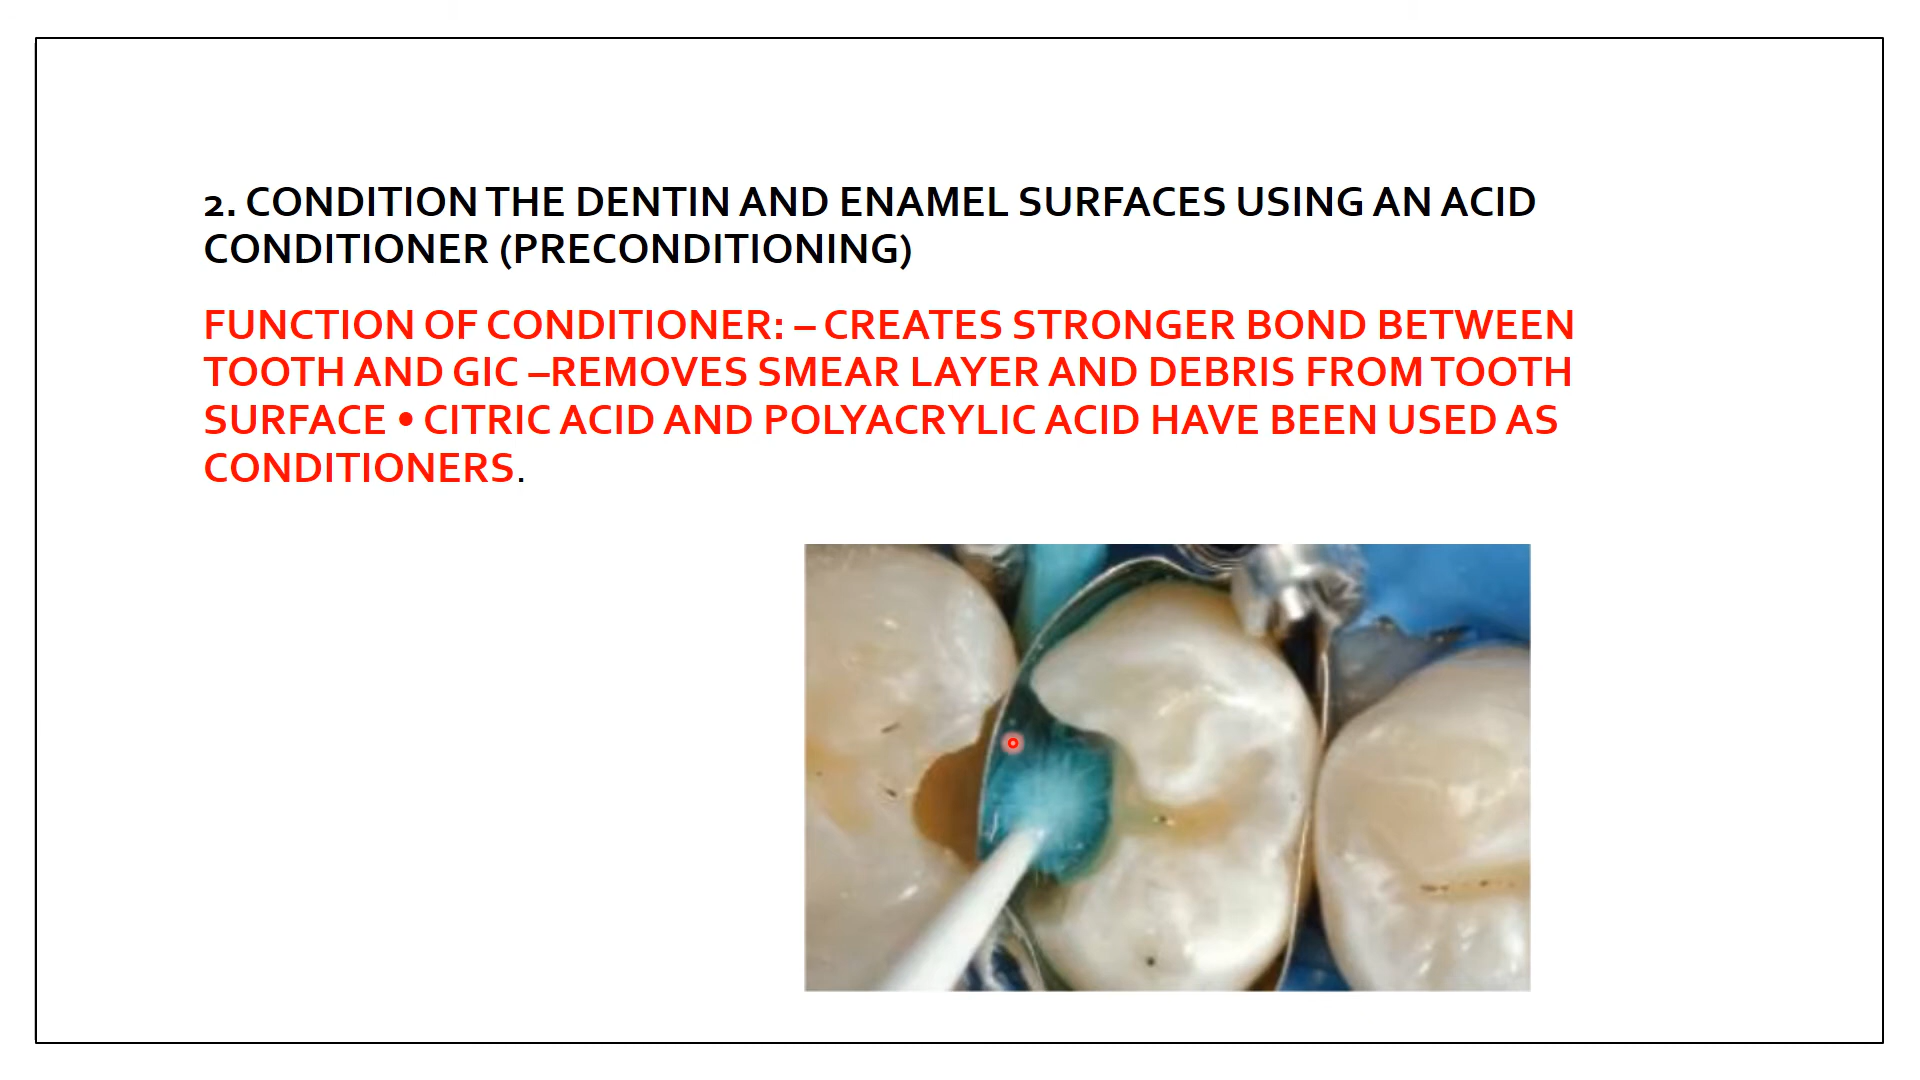 2. CONDITION THE DENTIN AND ENAMEL SURFACES USING AN ACID
CONDITIONER (PRECONDITIONING)
FUNCTION OF CONDITIONER: – CREATES STRONGER BOND BETWEEN
TOOTH AND GIC –REMOVES SMEAR LAYER AND DEBRIS FROM TOOTH
SURFACE • CITRIC ACID AND POLYACRYLIC ACID HAVE BEEN USED AS
CONDITIONERS.